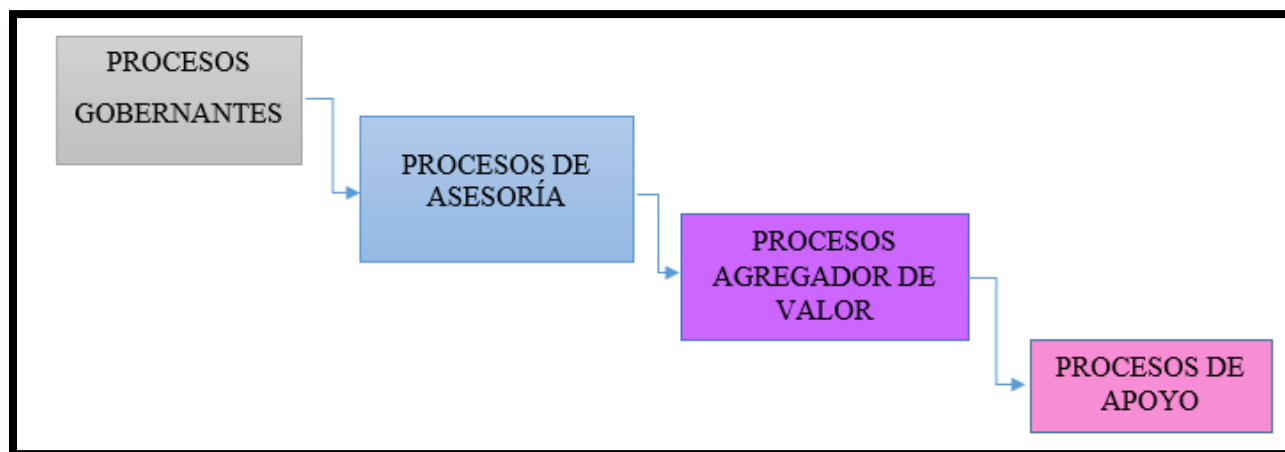 PROCESOS
GOBERNANTES
PROCESOS DE
ASESORÍA
PROCESOS
AGREGADOR DE
VALOR
PROCESOS DE
APOYO